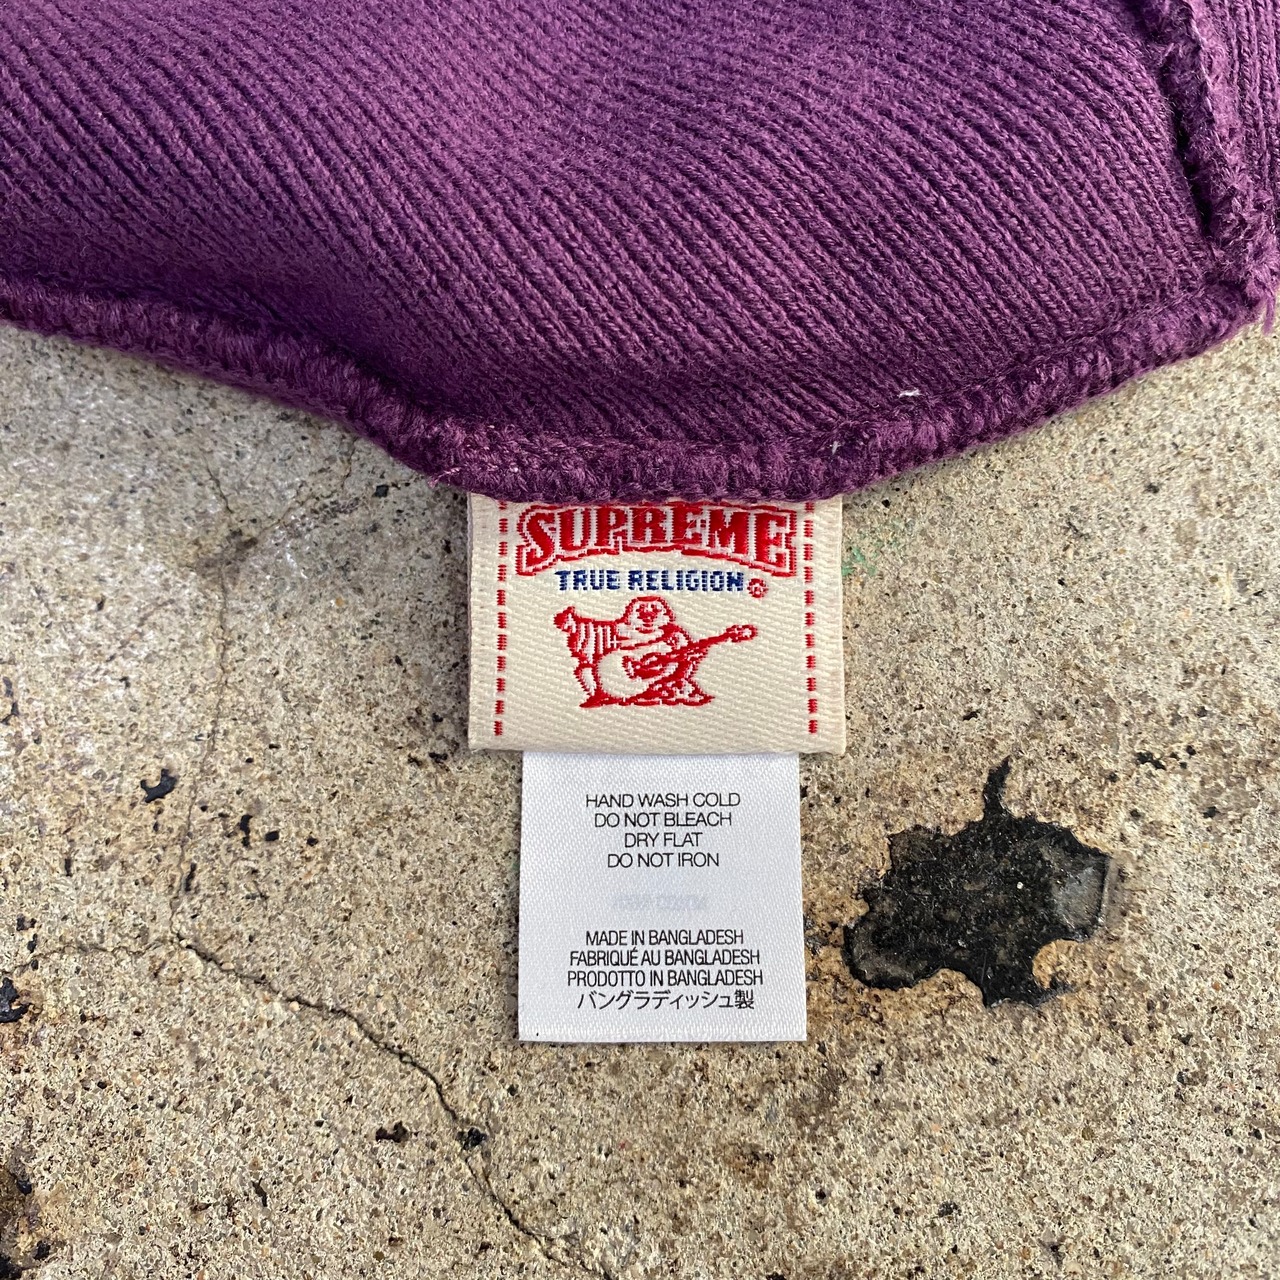 SUPREME
TRUE RELIGION®
HAND WASH COLD
DO NOT BLEACH
DRY FLAT
DO NOT IRON
MADE IN BANGLADESH
FABRIQUÉ AU BANGLADESH
PRODOTTO IN BANGLADESH
バングラディッシュ製